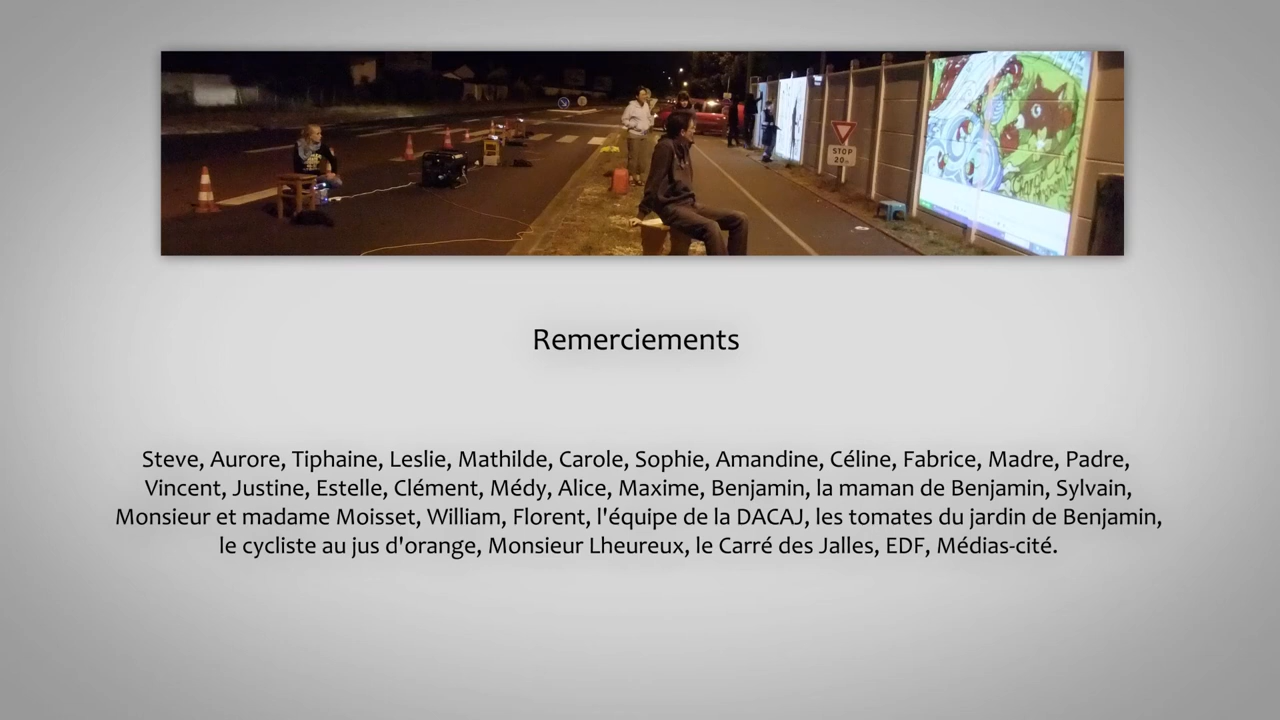 STOP
20m
Remerciements
Steve, Aurore, Tiphaine, Leslie, Mathilde, Carole, Sophie, Amandine, Céline, Fabrice, Madre, Padre,
Vincent, Justine, Estelle, Clément, Médy, Alice, Maxime, Benjamin, la maman de Benjamin, Sylvain,
Monsieur et madame Moisset, William, Florent, l'équipe de la DACAJ, les tomates du jardin de Benjamin,
le cycliste au jus d'orange, Monsieur Lheureux, le Carré des Jalles, EDF, Médias-cité.